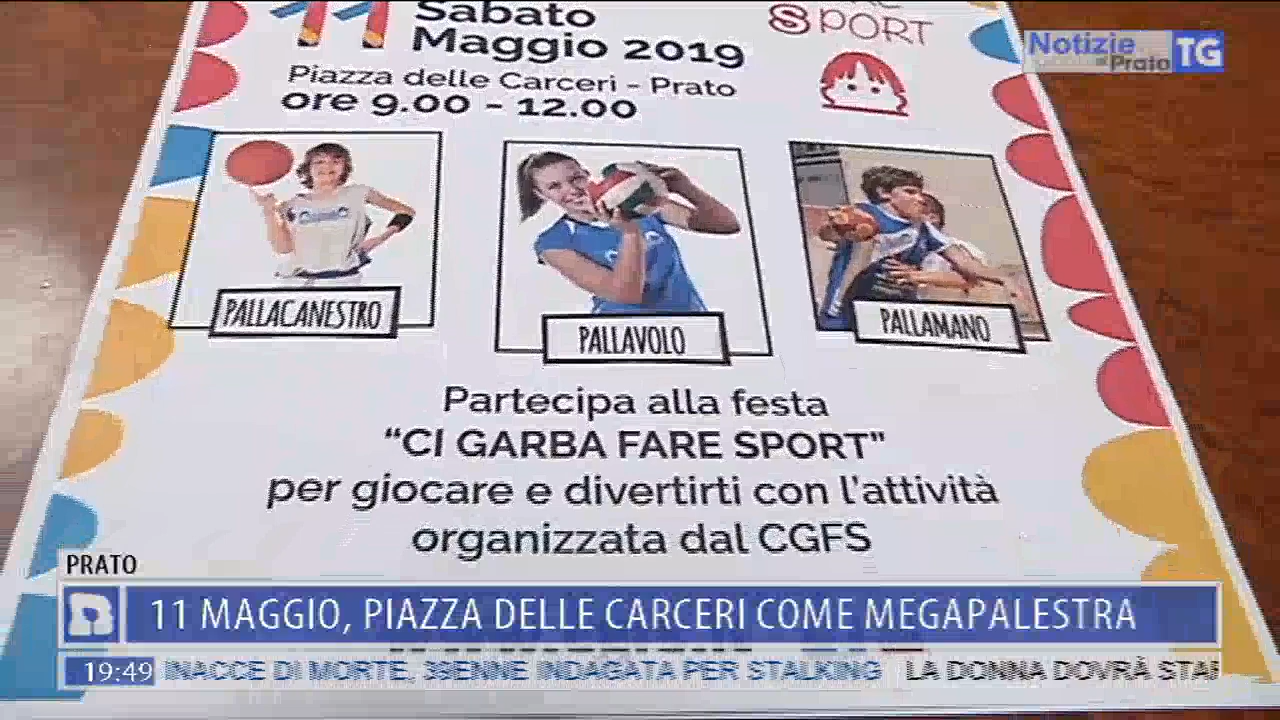 11 Sabato
Maggio 2019
SPORT
Piazza delle Carceri - Prato
ore 9.00 - 12.00
Notizie
di Prato
TG
PALLACANESTRO
PALLAVOLO
PALLAMANO
Partecipa alla festa
“CI GARBA FARE SPORT”
per giocare e divertirti con l’attività
organizzata dal CGFS
PRATO
11 MAGGIO, PIAZZA DELLE CARCERI COME MEGAPALESTRA
19:49 DI MORTE, INDAGATA PER STALKING LA DONNA DOVRÀ